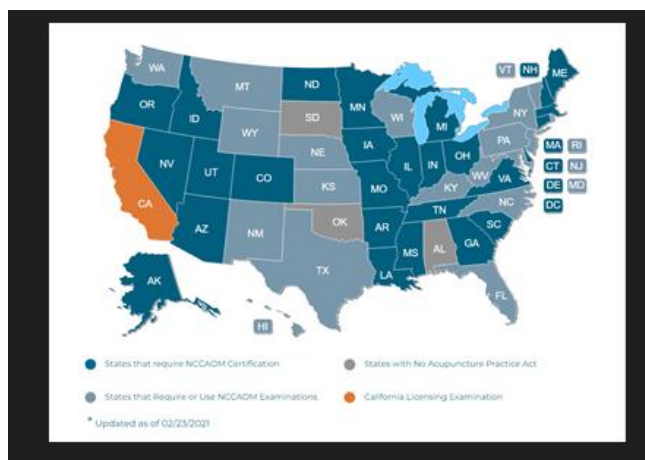 WA
MT
ND
MN
VT
NH
ME
OR
ID
SD
WI
MI
NY
WY
NV
NE
IA
PA
MA
RI
UT
CO
IL
IN
OH
CT
NJ
CA
KS
MO
WV
VA
DE
MD
KY
DC
AZ
NM
OK
AR
TN
NC
SC
MS
AL
GA
TX
LA
AK
FL
HI
States that require NCCAOM Certification
States with No Acupuncture Practice Act
States that Require or Use NCCAOM Examinations
California Licensing Examination
* Updated as of 02/23/2021